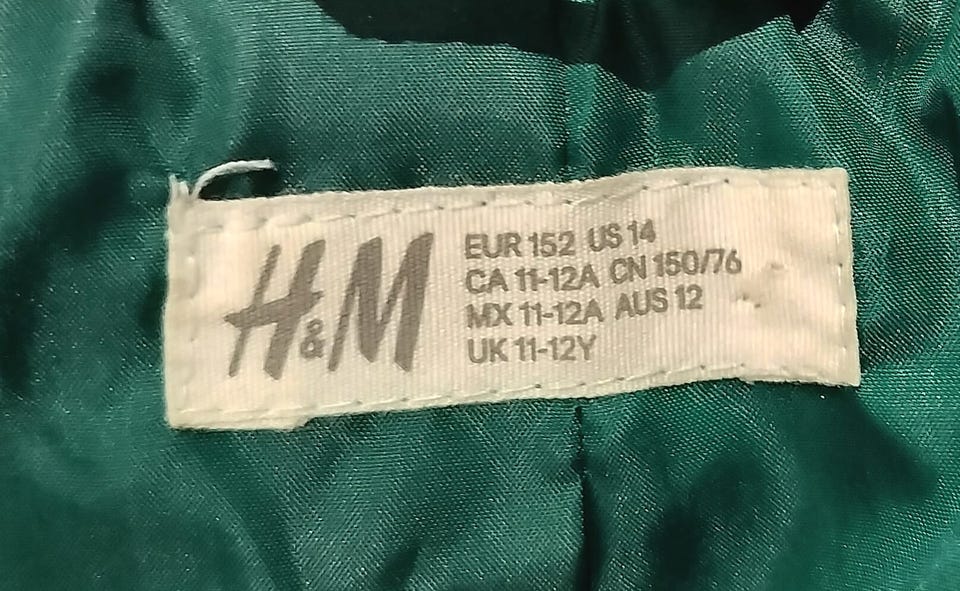 H&M
EUR 152 US 14
CA 11-12A CN 150/76
MX 11-12A AUS 12
UK 11-12Y